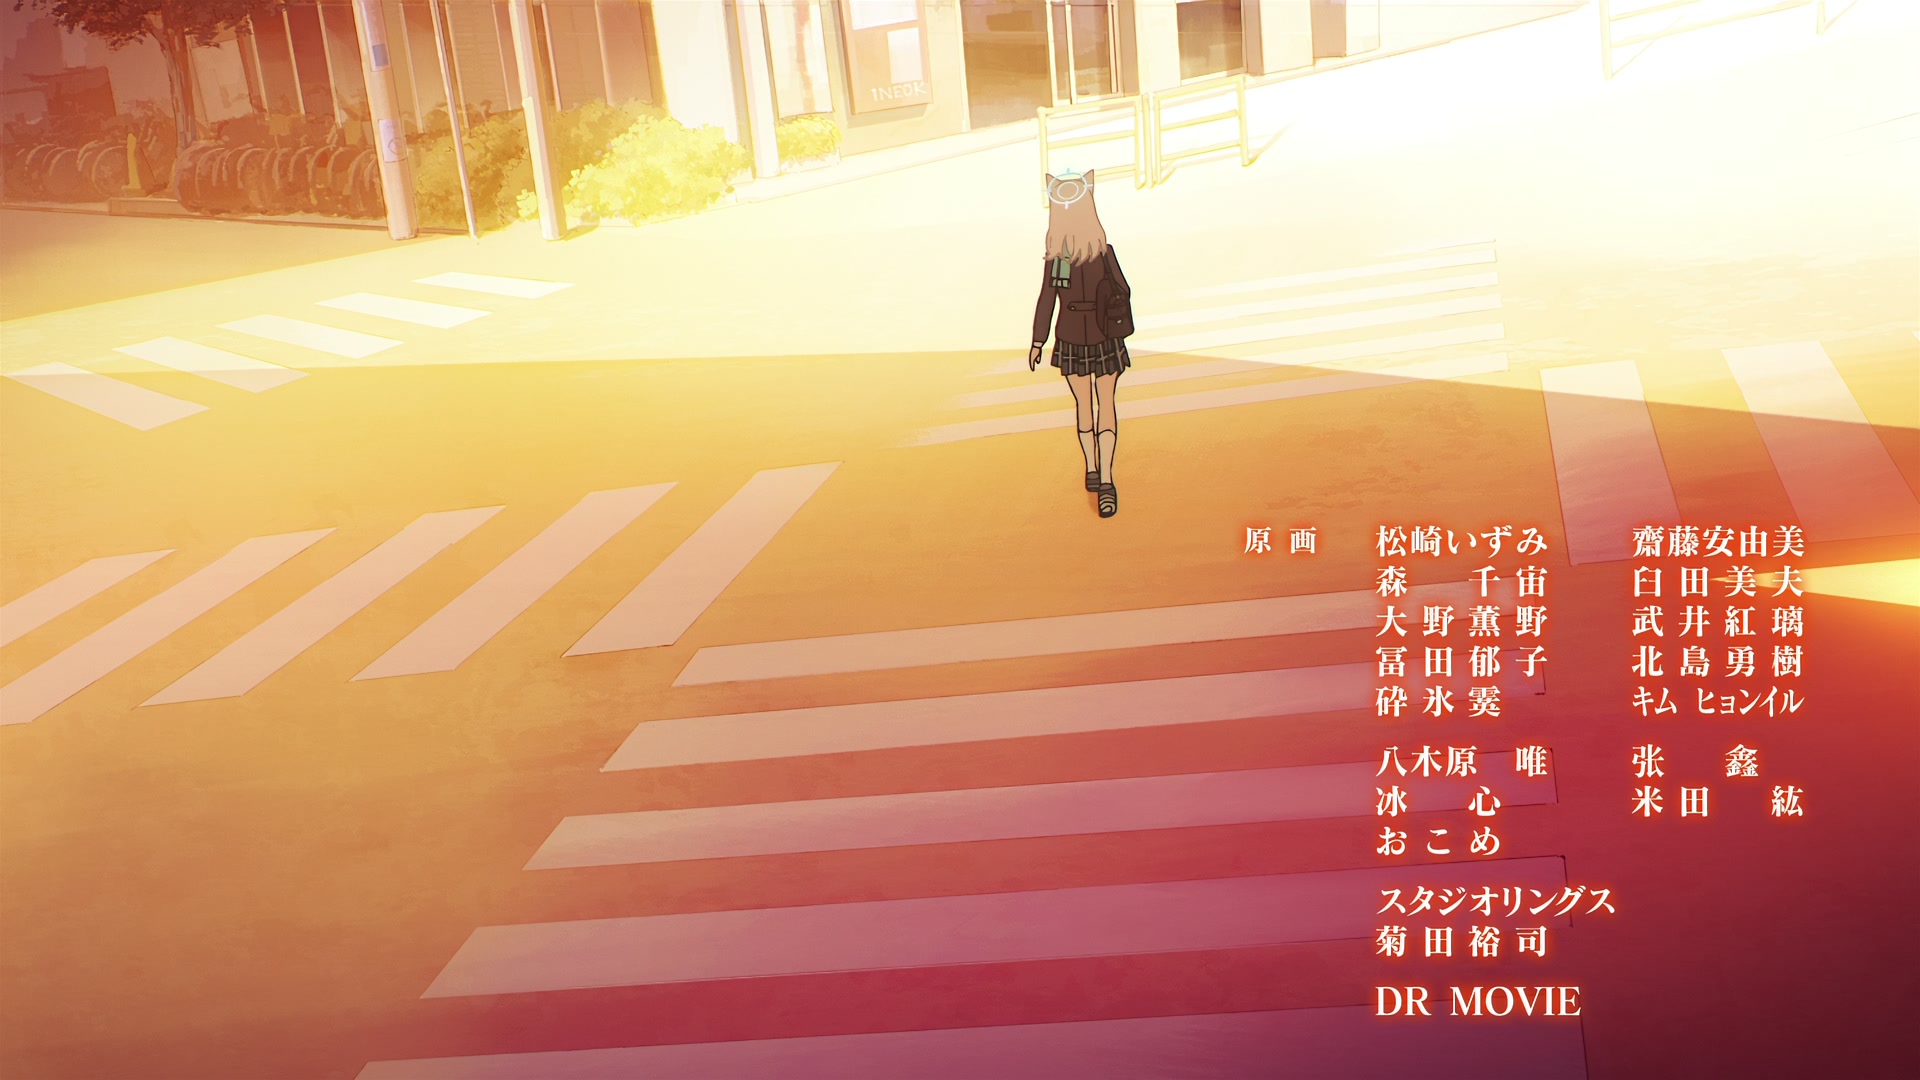 1NEOK
原画 松崎いずみ 齋藤安由美
森 千宙 臼田美夫
大野薫野 武井紅璃
冨田郁子 北島勇樹
砕氷霙 キム ヒョンイル
八木原 唯 张 鑫
冰 心 米田 紘
おこめ
スタジオリングス
菊田裕司
DR MOVIE